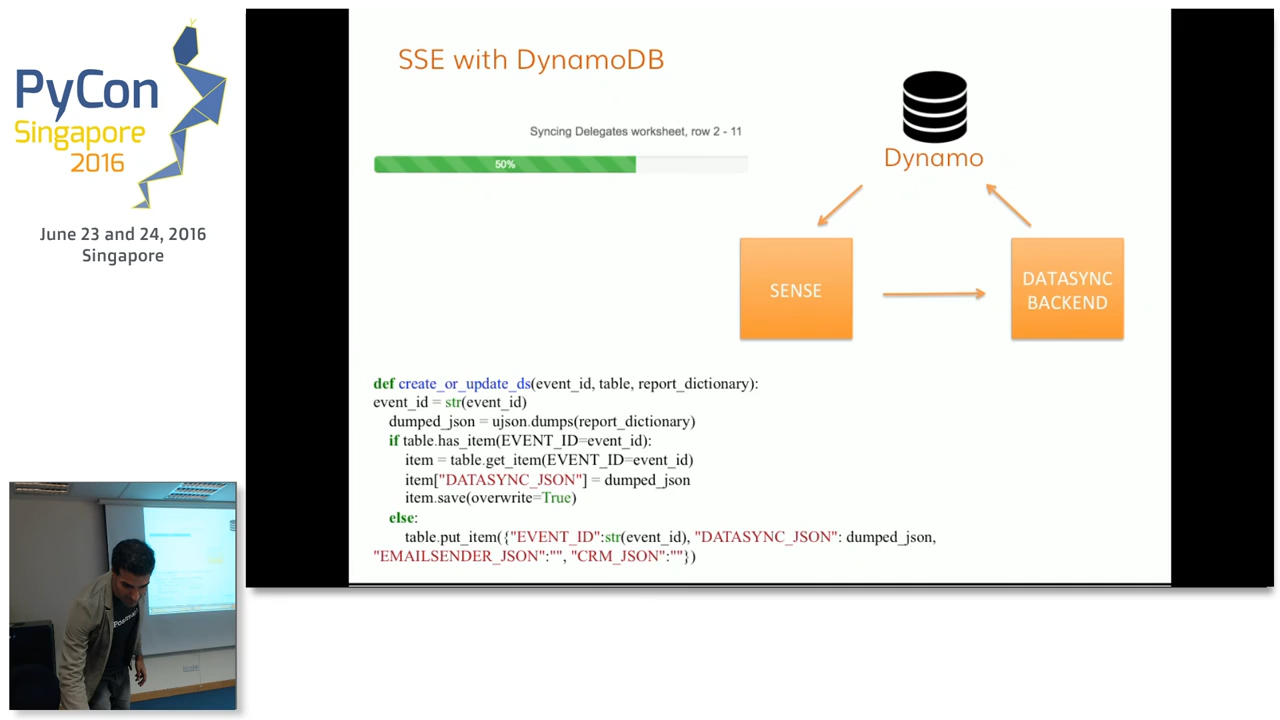 PyCon
Singapore
2016
June 23 and 24, 2016
Singapore
SSE with DynamoDB
Syncing Delegates worksheet, row 2 - 11
50%
Dynamo
SENSE
DATASYNC
BACKEND
def create_or_update_ds(event_id, table, report_dictionary):
event_id = str(event_id)
dumped_json = ujson.dumps(report_dictionary)
if table.has_item(EVENT_ID=event_id):
item = table.get_item(EVENT_ID=event_id)
item["DATASYNC_JSON"] = dumped_json
item.save(overwrite=True)
else:
table.put_item({"EVENT_ID":str(event_id), "DATASYNC_JSON": dumped_json,
"EMAILSENDER_JSON":"", "CRM_JSON":""})